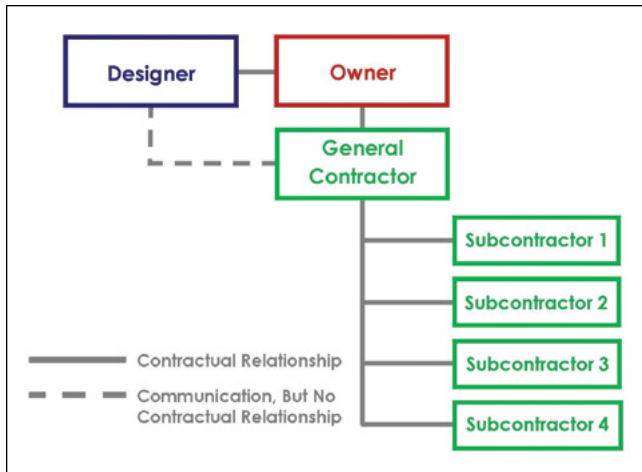 Designer
Owner
General
Contractor
Subcontractor 1
Subcontractor 2
Subcontractor 3
Subcontractor 4
Contractual Relationship
Communication, But No
Contractual Relationship